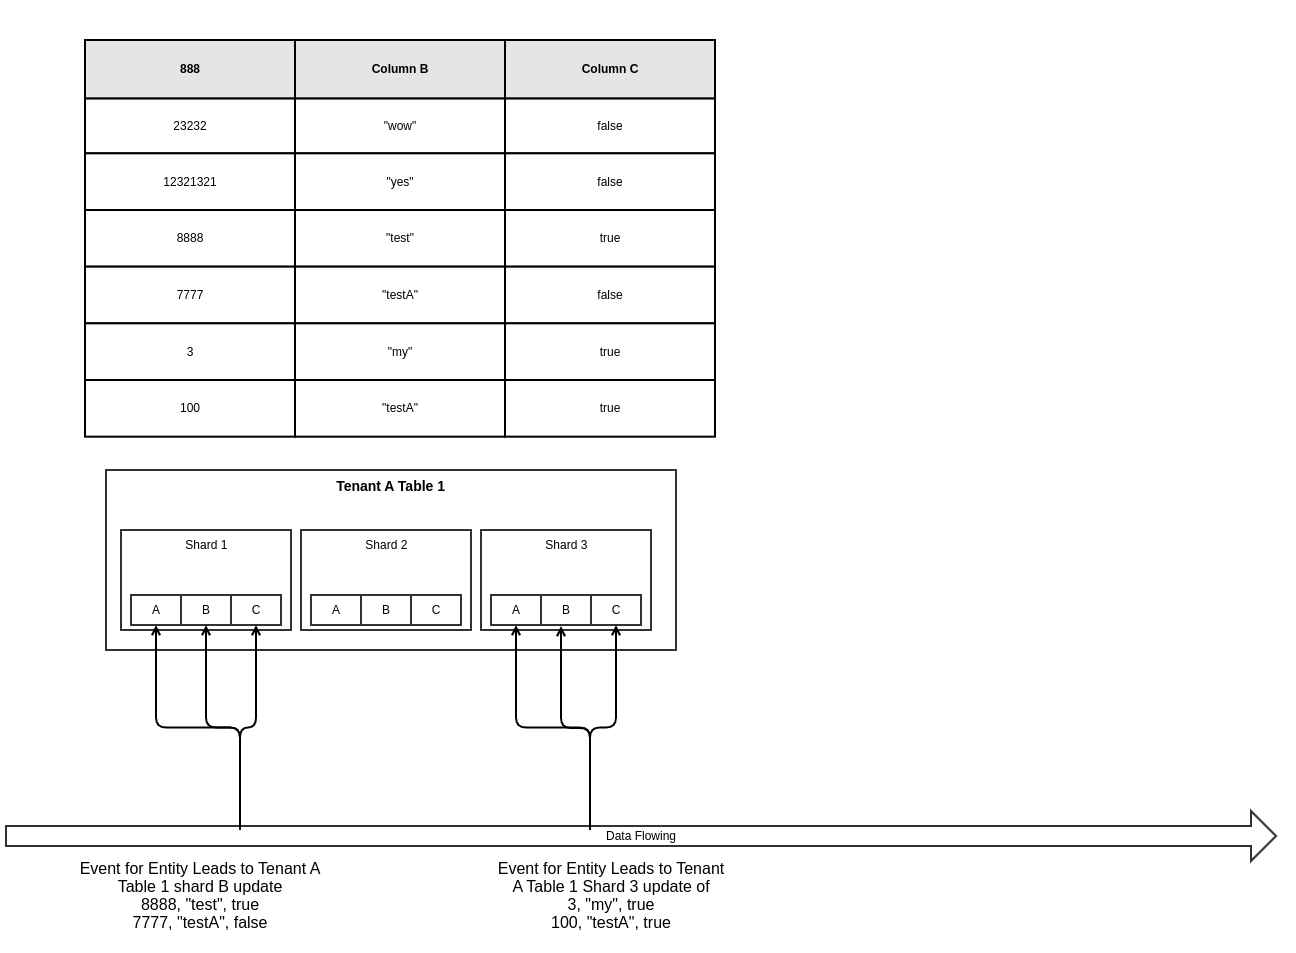 888 Column B Column C
23232 "wow" false
12321321 "yes" false
8888 "test" true
7777 "testA" false
3 "my" true
100 "testA" true
Tenant A Table 1
Shard 1 Shard 2 Shard 3
A B C A B C A B C
Data Flowing
Event for Entity Leads to Tenant A
Table 1 shard B update
8888, "test", true
7777, "testA", false
Event for Entity Leads to Tenant
A Table 1 Shard 3 update of
3, "my", true
100, "testA", true